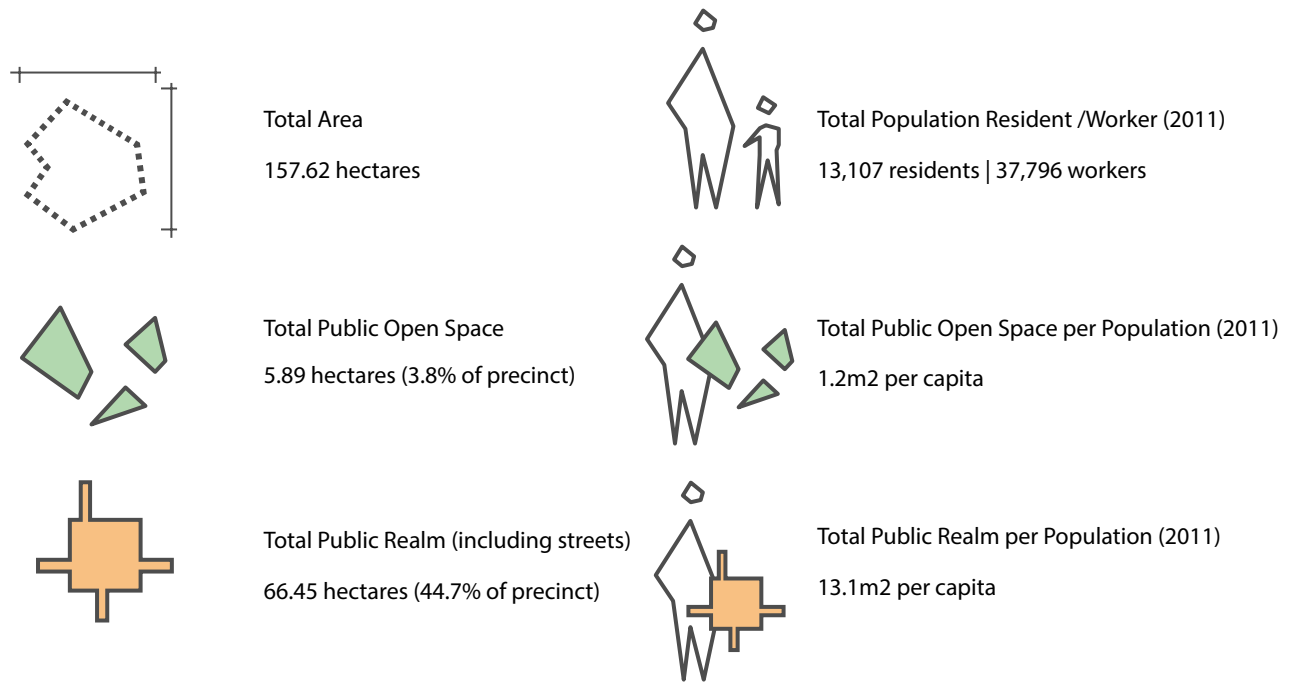 Total Area
157.62 hectares
Total Population Resident /Worker (2011)
13,107 residents | 37,796 workers
Total Public Open Space
5.89 hectares (3.8% of precinct)
Total Public Open Space per Population (2011)
1.2m2 per capita
Total Public Realm (including streets)
66.45 hectares (44.7% of precinct)
Total Public Realm per Population (2011)
13.1m2 per capita